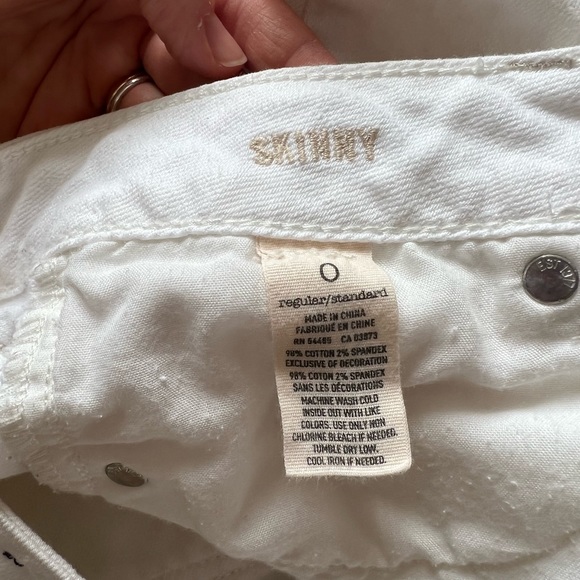 SKINNY
0
regular/standard
MADE IN CHINA
FABRIQUÉ EN CHINE
RN 54485 CA 03873
98% COTTON 2% SPANDEX
EXCLUSIVE OF DECORATION
98% COTON 2% SPANDEX
SANS LES DÉCORATIONS
MACHINE WASH COLD
INSIDE OUT WITH LIKE
COLORS. USE ONLY NON
CHLORINE BLEACH IF NEEDED.
TUMBLE DRY LOW.
COOL IRON IF NEEDED.
EST 1977